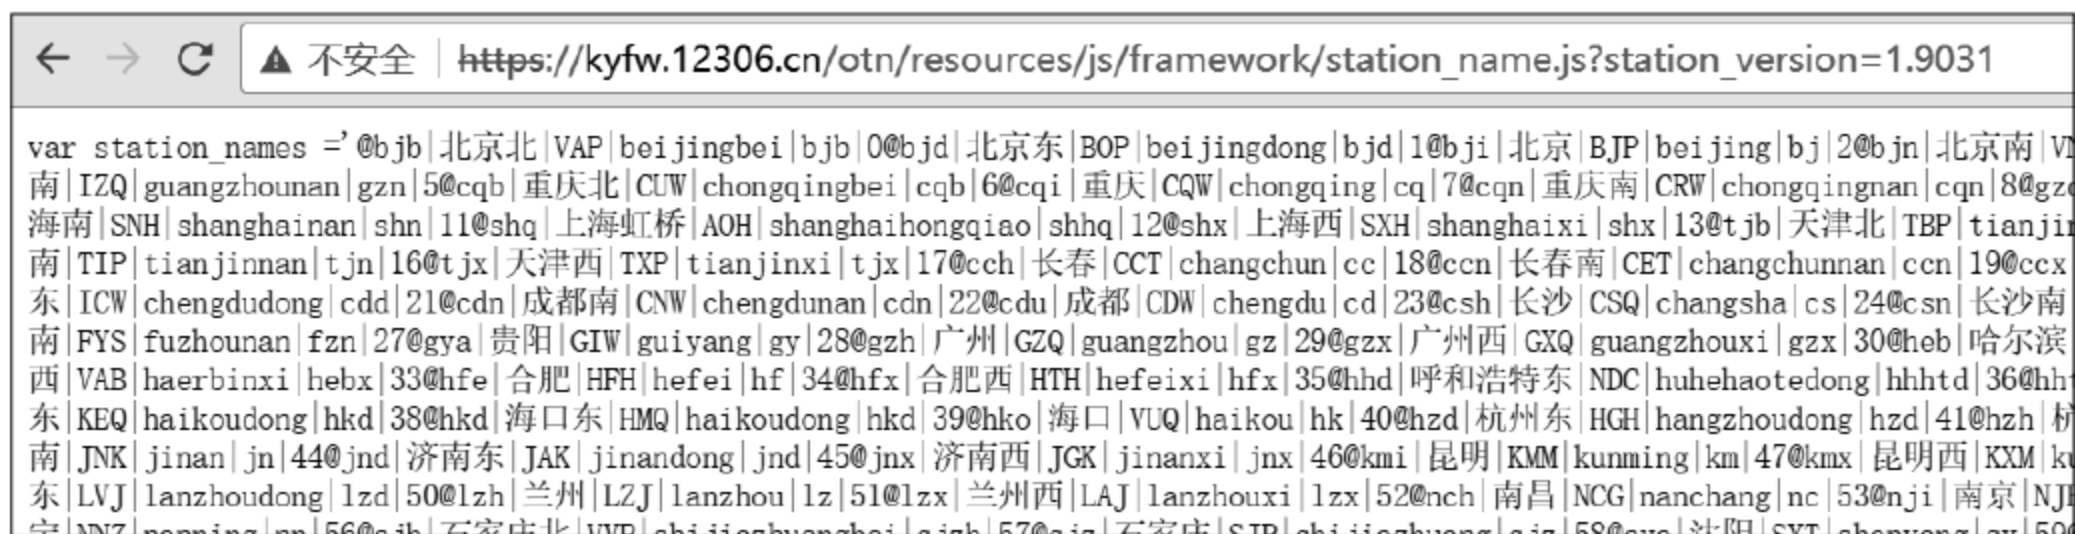 不安全 https://kyfw.12306.cn/otn/resources/js/framework/station_name.js?station_version=1.9031
var station_names ='@bjb|北京北|VAP|beijingbei|bjb|0@bjd|北京东|BOP|beijingdong|bjd|1@bji|北京|BJP|beijing|bj|2@bjn|北京南|
南|IZQ|guangzhounan|gzn|5@cqb|重庆北|CUW|chongqingbei|cqb|6@cqi|重庆|CQW|chongqing|cq|7@cqn|重庆南|CRW|chongqingnan|cqn|8@gz
海南|SNH|shanghainan|shn|11@shq|上海虹桥|AOH|shanghaihongqiao|shhq|12@shx|上海西|SXH|shanghaixi|shx|13@tjb|天津北|TBP|tianji
南|TIP|tianjinnan|tjn|16@tjx|天津西|TXP|tianjinxi|tjx|17@cch|长春|CCT|changchun|cc|18@ccn|长春南|CET|changchunnan|ccn|19@ccx
东|ICW|chengdudong|cdd|21@cdn|成都南|CNW|chengdunan|cdn|22@cdu|成都|CDW|chengdu|cd|23@csh|长沙|CSQ|changsha|cs|24@csn|长沙南
南|FYS|fuzhounan|fzn|27@gya|贵阳|GIW|guiyang|gy|28@gzh|广州|GZQ|guangzhou|gz|29@gzx|广州西|GXQ|guangzhouxi|gzx|30@heb|哈尔滨
西|VAB|haerbinxi|hebx|33@hfe|合肥|HFH|hefei|hf|34@hfx|合肥西|HTH|hefeixi|hfx|35@hhd|呼和浩特东|NDC|huhehaotedong|hhhtd|36@hh
东|KEQ|haikoudong|hkd|38@hkd|海口东|HMQ|haikoudong|hkd|39@hko|海口|VUQ|haikou|hk|40@hzd|杭州东|HGH|hangzhoudong|hzd|41@hzh|
南|JNK|jinan|jn|44@jnd|济南东|JAK|jinandong|jnd|45@jnx|济南西|JGK|jinanxi|jnx|46@kmi|昆明|KMM|kunming|km|47@kmx|昆明西|KXM|k
东|LVJ|lanzhoudong|lzd|50@lzh|兰州|LZJ|lanzhou|lz|51@lzx|兰州西|LAJ|lanzhouxi|lzx|52@nch|南昌|NCG|nanchang|nc|53@nji|南京|NJ